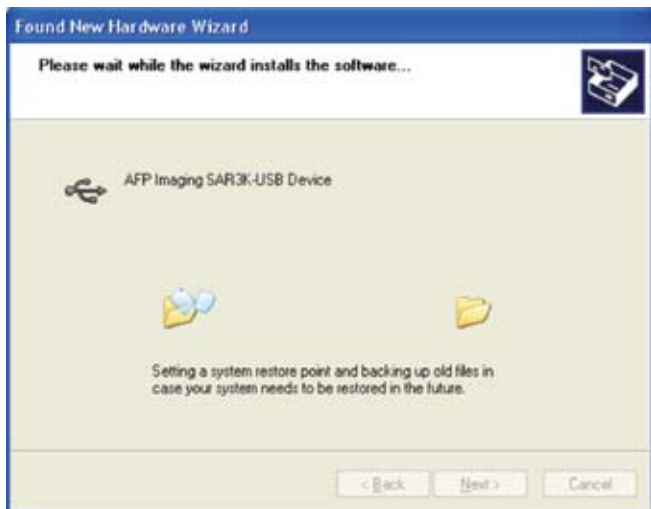 Found New Hardware Wizard
Please wait while the wizard installs the software...
AFP Imaging SAR3K-USB Device
Setting a system restore point and backing up old files in
case your system needs to be restored in the future.
< Back Next > Cancel